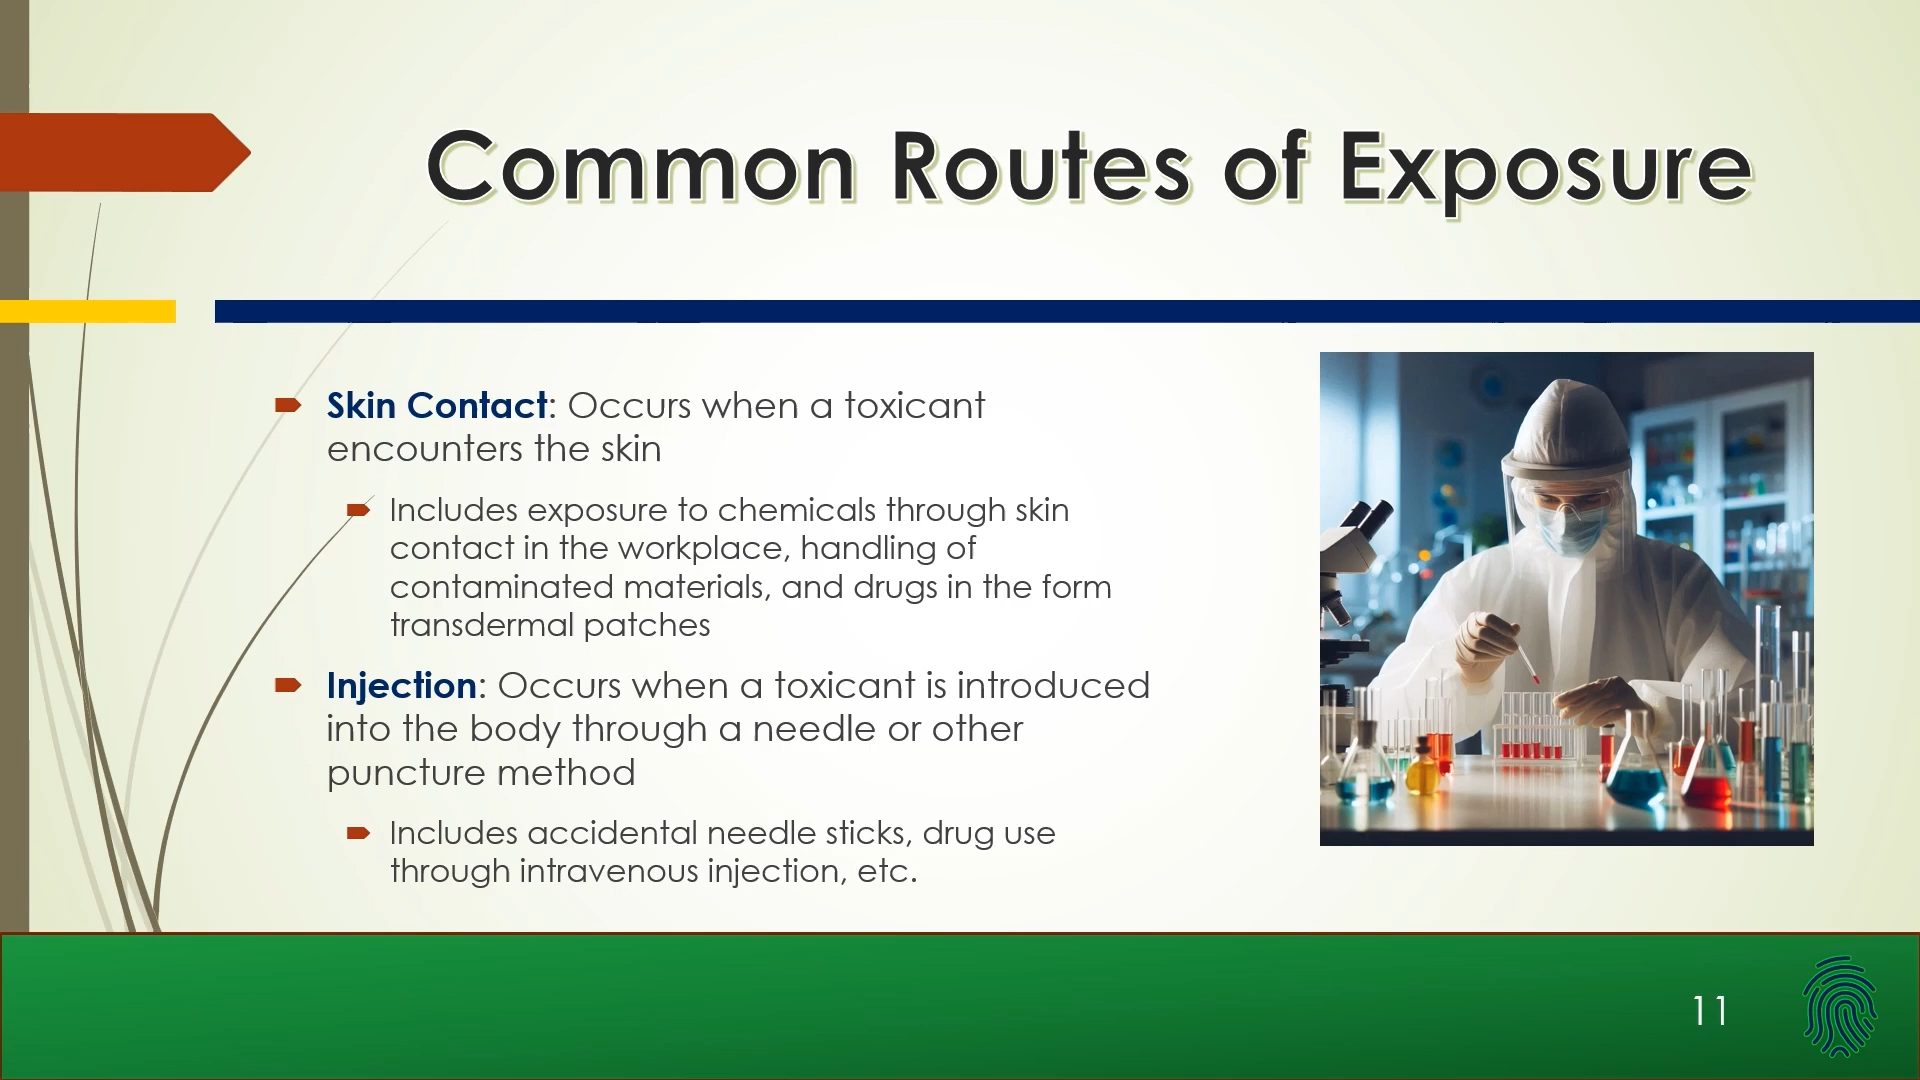 Common Routes of Exposure
Skin Contact: Occurs when a toxicant
encounters the skin
Includes exposure to chemicals through skin
contact in the workplace, handling of
contaminated materials, and drugs in the form
transdermal patches
Injection: Occurs when a toxicant is introduced
into the body through a needle or other
puncture method
Includes accidental needle sticks, drug use
through intravenous injection, etc.
11